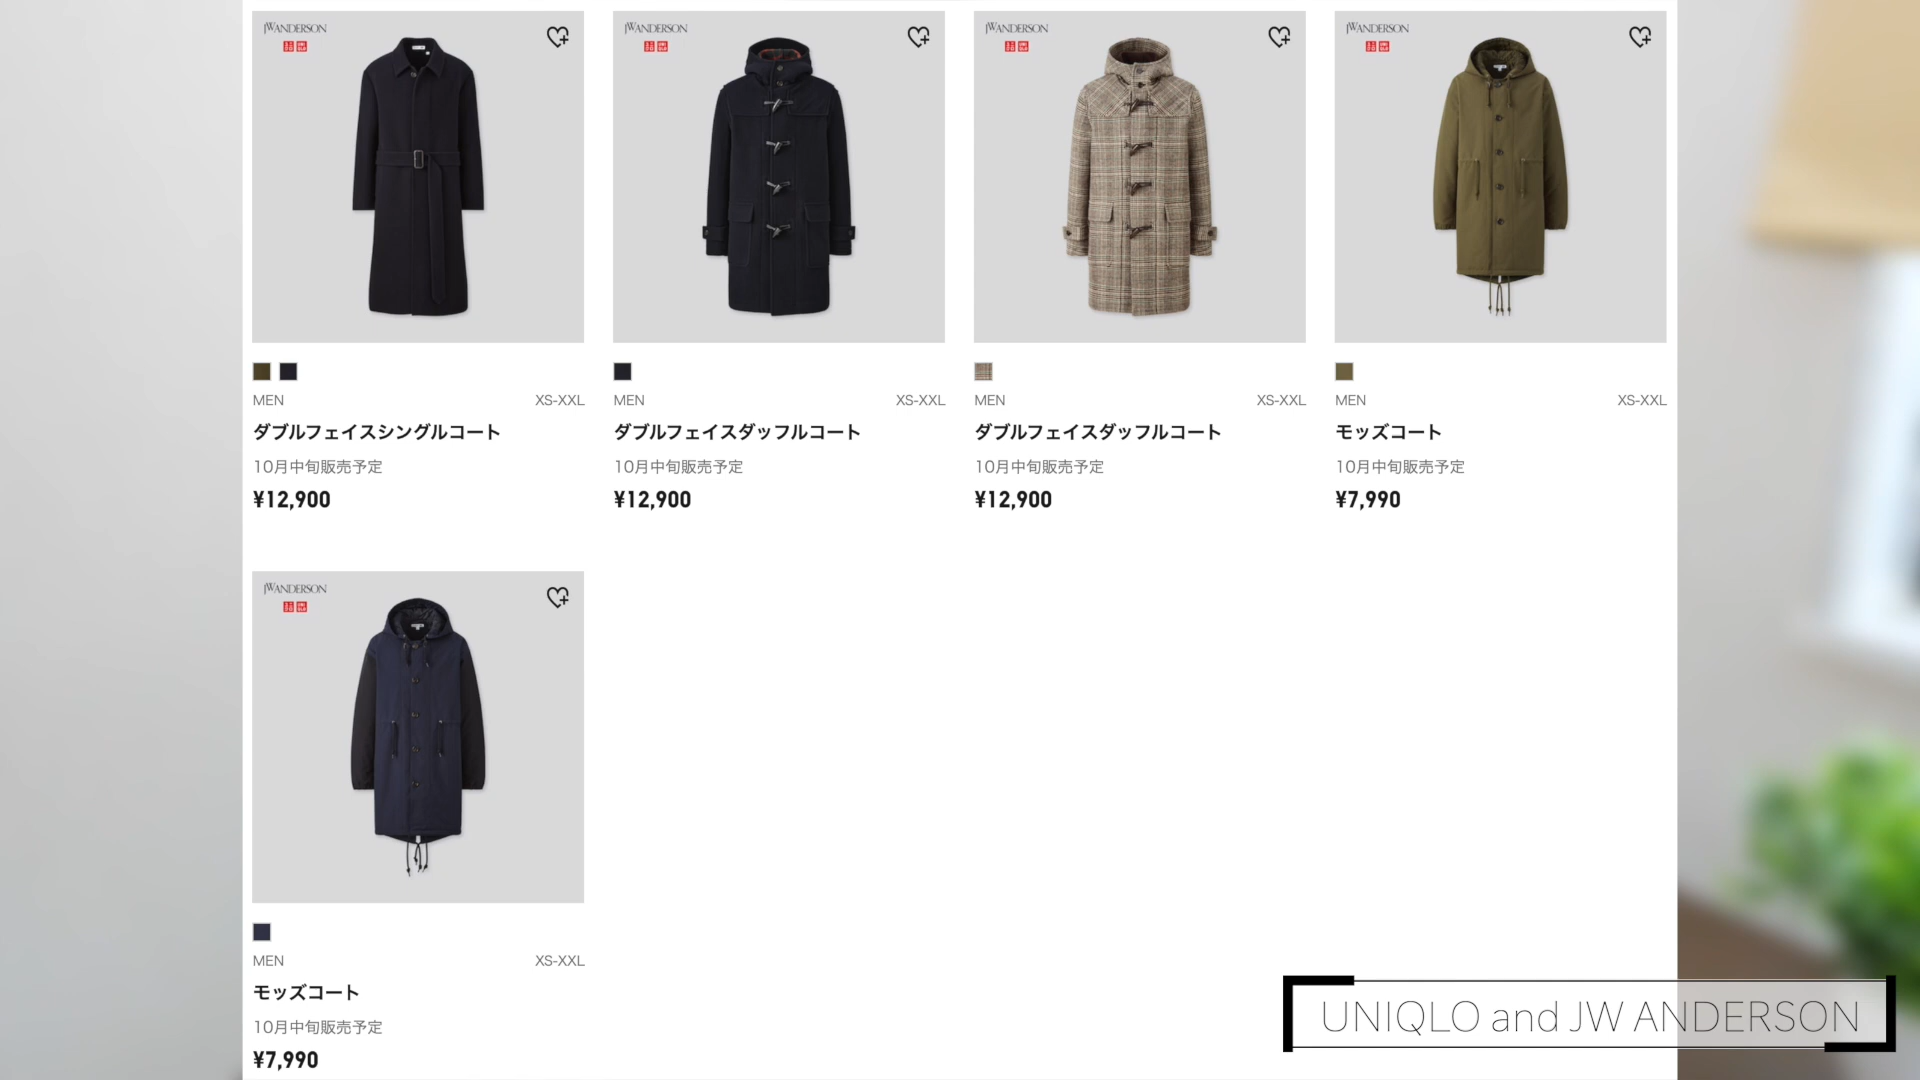 JWANDERSON
JWANDERSON
JWANDERSON
JWANDERSON
MEN XS-XXL
ダブルフェイスシングルコート
10月中旬販売予定
¥12,900
MEN XS-XXL
ダブルフェイスダッフルコート
10月中旬販売予定
¥12,900
MEN XS-XXL
ダブルフェイスダッフルコート
10月中旬販売予定
¥12,900
MEN XS-XXL
モッズコート
10月中旬販売予定
¥7,990
JWANDERSON
MEN XS-XXL
モッズコート
10月中旬販売予定
¥7,990
UNIQLO and JW ANDERSON